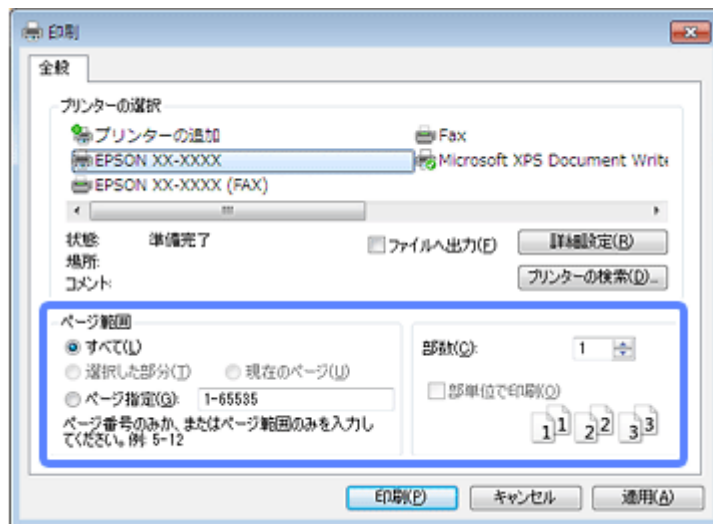 印刷
全般
プリンターの選択
プリンターの追加
Fax
EPSON XX-XXXX
Microsoft XPS Document Write
EPSON XX-XXXX (FAX)
状態: 準備完了
場所:
コメント:
ファイルへ出力(F)
詳細設定(R)
プリンターの検索(D)...
ページ範囲
すべて(L)
選択した部分(T)
現在のページ(U)
ページ指定(G): 1-65535
ページ番号のみか、またはページ範囲のみを入力し
てください。例: 5-12
部数(C): 1
部単位で印刷(O)
11 22 33
印刷(P)
キャンセル
適用(A)